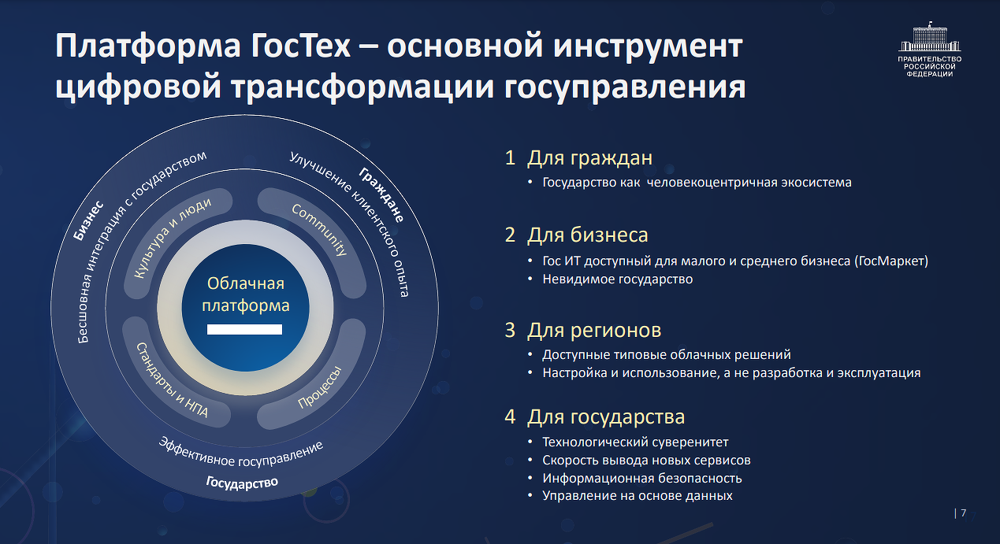 Платформа ГосТех – основной инструмент
цифровой трансформации госуправления
ПРАВИТЕЛЬСТВО
РОССИЙСКОЙ
ФЕДЕРАЦИИ
Бизнес
Бесшовная интеграция с государством
Граждане
Улучшение клиентского опыта
Культура и люди
Community
Облачная
платформа
Стандарты и НПА
Процессы
Эффективное госуправление
Государство
1 Для граждан
• Государство как человекоцентричная экосистема
2 Для бизнеса
• Гос ИТ доступный для малого и среднего бизнеса (ГосМаркет)
• Невидимое государство
3 Для регионов
• Доступные типовые облачных решений
• Настройка и использование, а не разработка и эксплуатация
4 Для государства
• Технологический суверенитет
• Скорость вывода новых сервисов
• Информационная безопасность
• Управление на основе данных
| 7